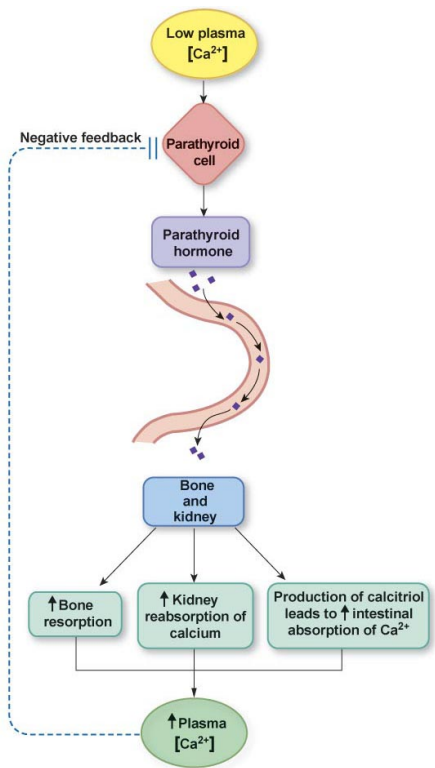 Low plasma
[Ca²⁺]
Negative feedback
Parathyroid
cell
Parathyroid
hormone
Bone
and
kidney
↑Bone
resorption
↑ Kidney
reabsorption of
calcium
Production of calcitriol
leads to ↑ intestinal
absorption of Ca²⁺
↑Plasma
[Ca²⁺]